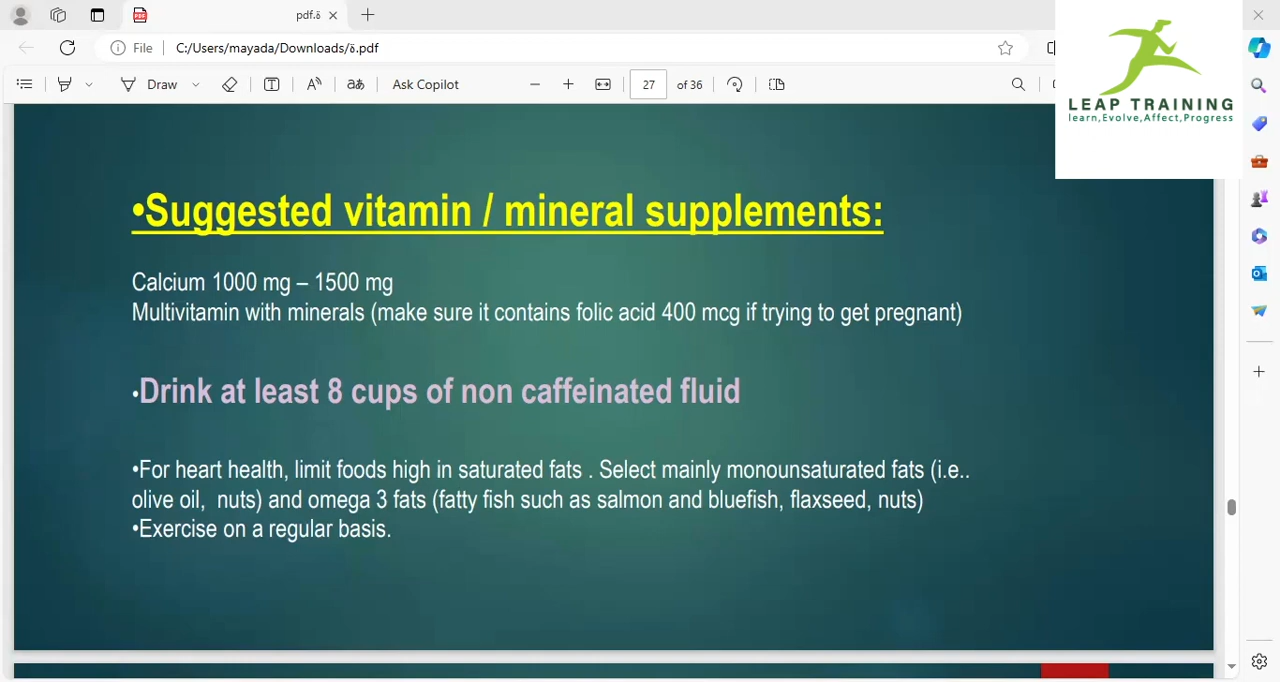 pdf.ة
File
C:/Users/mayada/Downloads/ة.pdf
Draw
aあ
Ask Copilot
27
of 36
LEAP TRAINING
learn,Evolve,Affect,Progress
•Suggested vitamin / mineral supplements:
Calcium 1000 mg – 1500 mg
Multivitamin with minerals (make sure it contains folic acid 400 mcg if trying to get pregnant)
•Drink at least 8 cups of non caffeinated fluid
•For heart health, limit foods high in saturated fats . Select mainly monounsaturated fats (i.e..
olive oil, nuts) and omega 3 fats (fatty fish such as salmon and bluefish, flaxseed, nuts)
•Exercise on a regular basis.